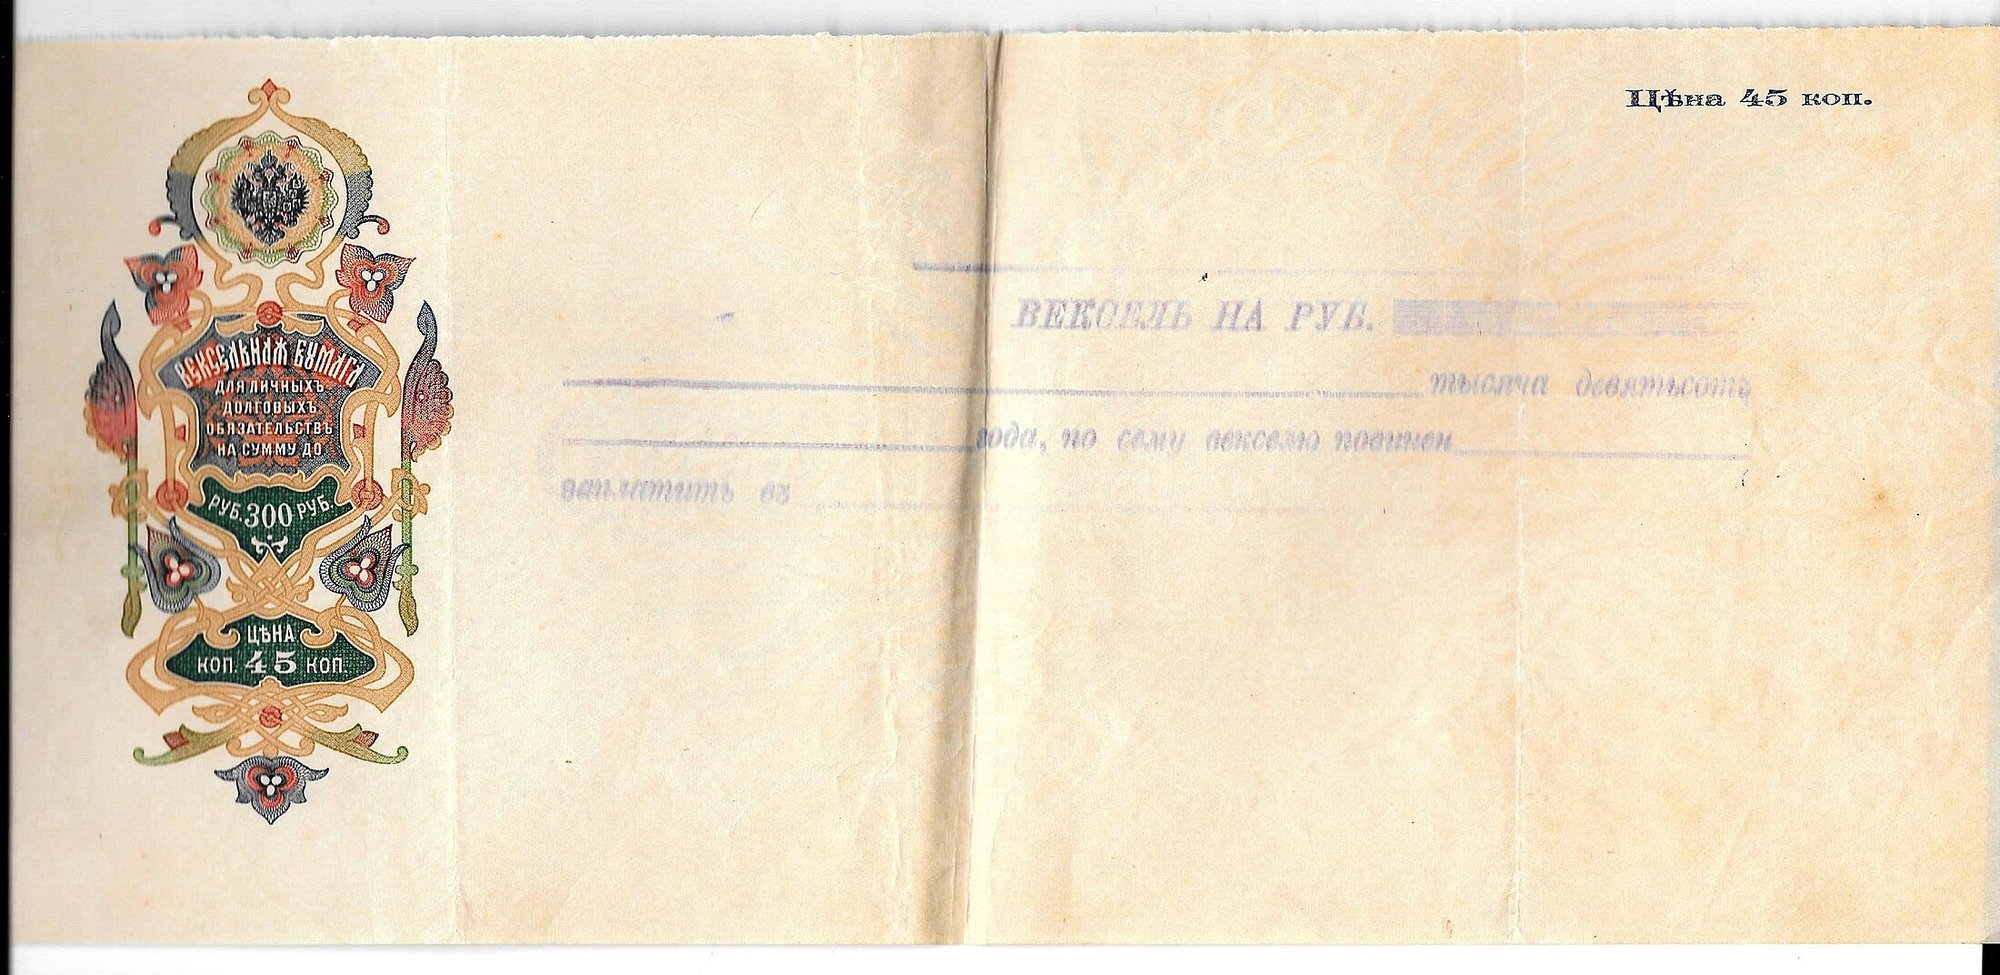 ВЕКСЕЛЬНАЯ БУМАГА
ДЛЯ ЛИЧНЫХЪ
ДОЛГОВЫХЪ
ОБЯЗАТЕЛЬСТВЪ
НА СУММУ ДО
РУБ. 300 РУБ.
ЦѢНА
КОП. 45 КОП.
Цѣна 45 коп.
ВЕКСЕЛЬ НА РУБ.
тысяча девятьсотъ
года, по сему векселю повинен
заплатить въ